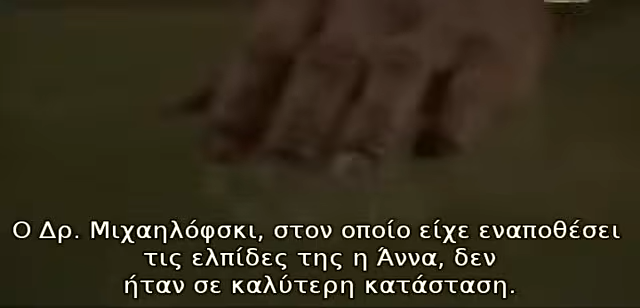 Ο Δρ. Μιχαηλόφσκι, στον οποίο είχε εναποθέσει
τις ελπίδες της η Άννα, δεν
ήταν σε καλύτερη κατάσταση.